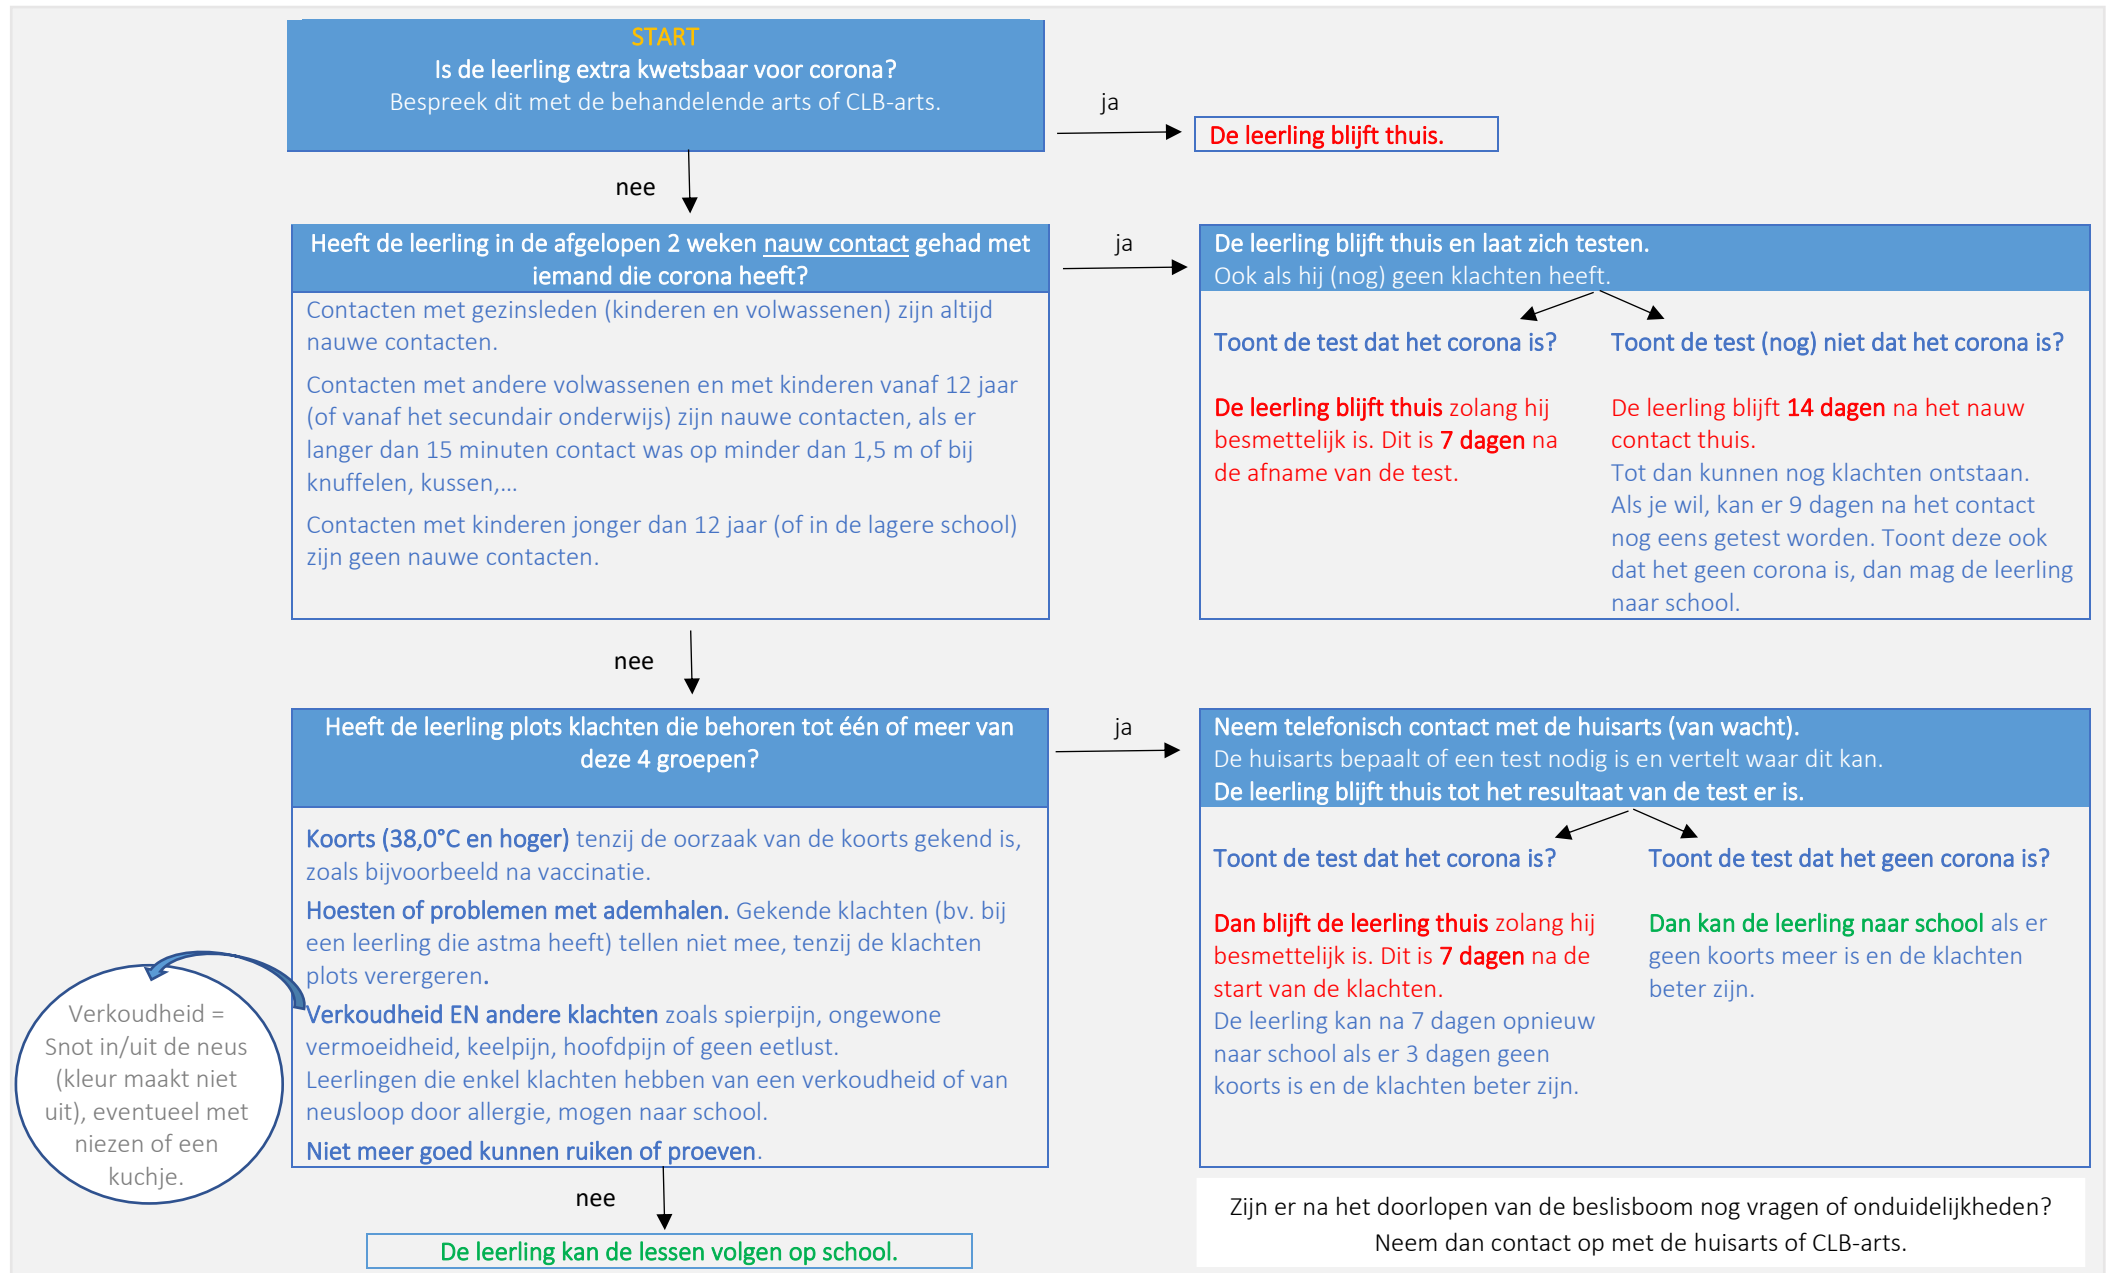 START
Is de leerling extra kwetsbaar voor corona?
Bespreek dit met de behandelende arts of CLB-arts.
ja
De leerling blijft thuis.
nee
Heeft de leerling in de afgelopen 2 weken nauw contact gehad met
iemand die corona heeft?
Contacten met gezinsleden (kinderen en volwassenen) zijn altijd
nauwe contacten.
Contacten met andere volwassenen en met kinderen vanaf 12 jaar
(of vanaf het secundair onderwijs) zijn nauwe contacten, als er
langer dan 15 minuten contact was op minder dan 1,5 m of bij
knuffelen, kussen,...
Contacten met kinderen jonger dan 12 jaar (of in de lagere school)
zijn geen nauwe contacten.
ja
De leerling blijft thuis en laat zich testen.
Ook als hij (nog) geen klachten heeft.
Toont de test dat het corona is?
De leerling blijft thuis zolang hij
besmettelijk is. Dit is 7 dagen na
de afname van de test.
Toont de test (nog) niet dat het corona is?
De leerling blijft 14 dagen na het nauw
contact thuis.
Tot dan kunnen nog klachten ontstaan.
Als je wil, kan er 9 dagen na het contact
nog eens getest worden. Toont deze ook
dat het geen corona is, dan mag de leerling
naar school.
nee
Heeft de leerling plots klachten die behoren tot één of meer van
deze 4 groepen?
Koorts (38,0°C en hoger) tenzij de oorzaak van de koorts gekend is,
zoals bijvoorbeeld na vaccinatie.
Hoesten of problemen met ademhalen. Gekende klachten (bv. bij
een leerling die astma heeft) tellen niet mee, tenzij de klachten
plots verergeren.
Verkoudheid EN andere klachten zoals spierpijn, ongewone
vermoeidheid, keelpijn, hoofdpijn of geen eetlust.
Leerlingen die enkel klachten hebben van een verkoudheid of van
neusloop door allergie, mogen naar school.
Niet meer goed kunnen ruiken of proeven.
Verkoudheid =
Snot in/uit de neus
(kleur maakt niet
uit), eventueel met
niezen of een
kuchje.
ja
Neem telefonisch contact met de huisarts (van wacht).
De huisarts bepaalt of een test nodig is en vertelt waar dit kan.
De leerling blijft thuis tot het resultaat van de test er is.
Toont de test dat het corona is?
Dan blijft de leerling thuis zolang hij
besmettelijk is. Dit is 7 dagen na de
start van de klachten.
De leerling kan na 7 dagen opnieuw
naar school als er 3 dagen geen
koorts is en de klachten beter zijn.
Toont de test dat het geen corona is?
Dan kan de leerling naar school als er
geen koorts meer is en de klachten
beter zijn.
nee
De leerling kan de lessen volgen op school.
Zijn er na het doorlopen van de beslisboom nog vragen of onduidelijkheden?
Neem dan contact op met de huisarts of CLB-arts.